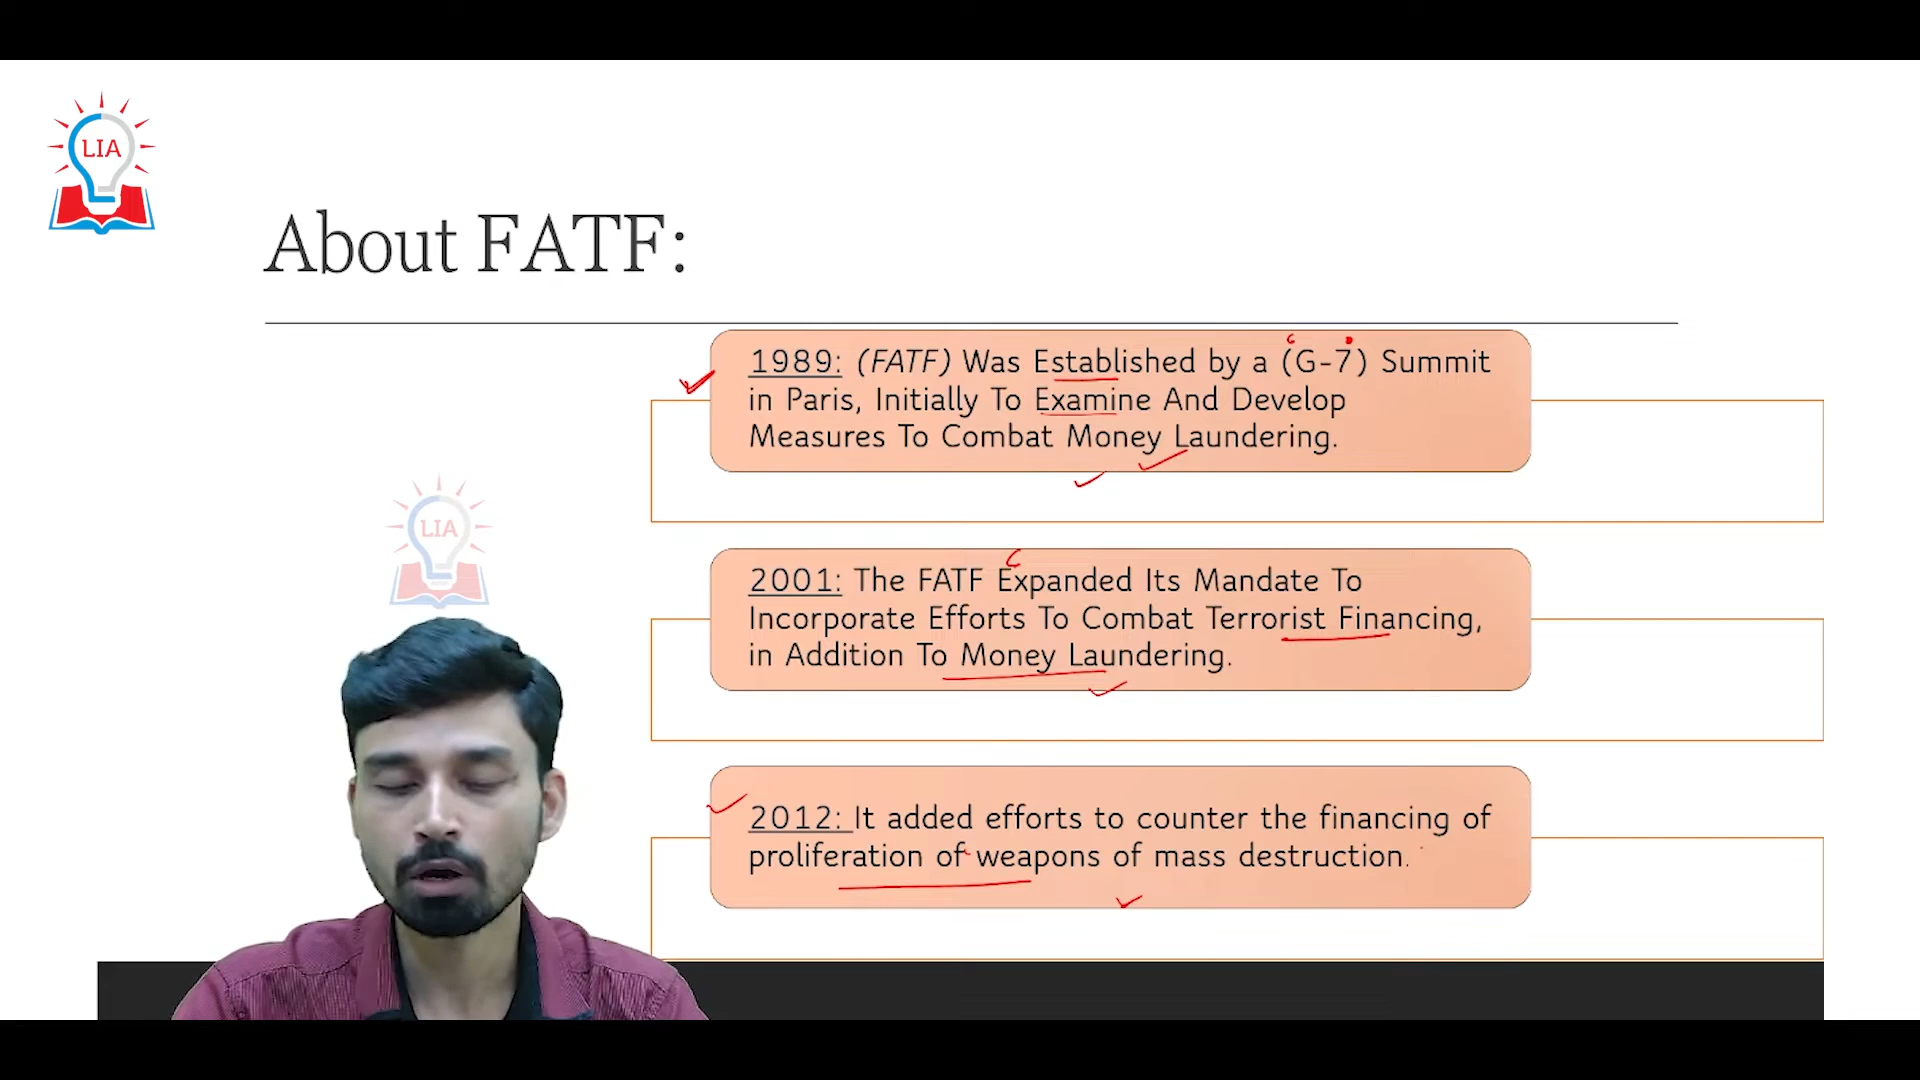 LIA
About FATF:
1989: (FATF) Was Established by a (G-7) Summit
in Paris, Initially To Examine And Develop
Measures To Combat Money Laundering.
LIA
2001: The FATF Expanded Its Mandate To
Incorporate Efforts To Combat Terrorist Financing,
in Addition To Money Laundering.
2012: It added efforts to counter the financing of
proliferation of weapons of mass destruction.